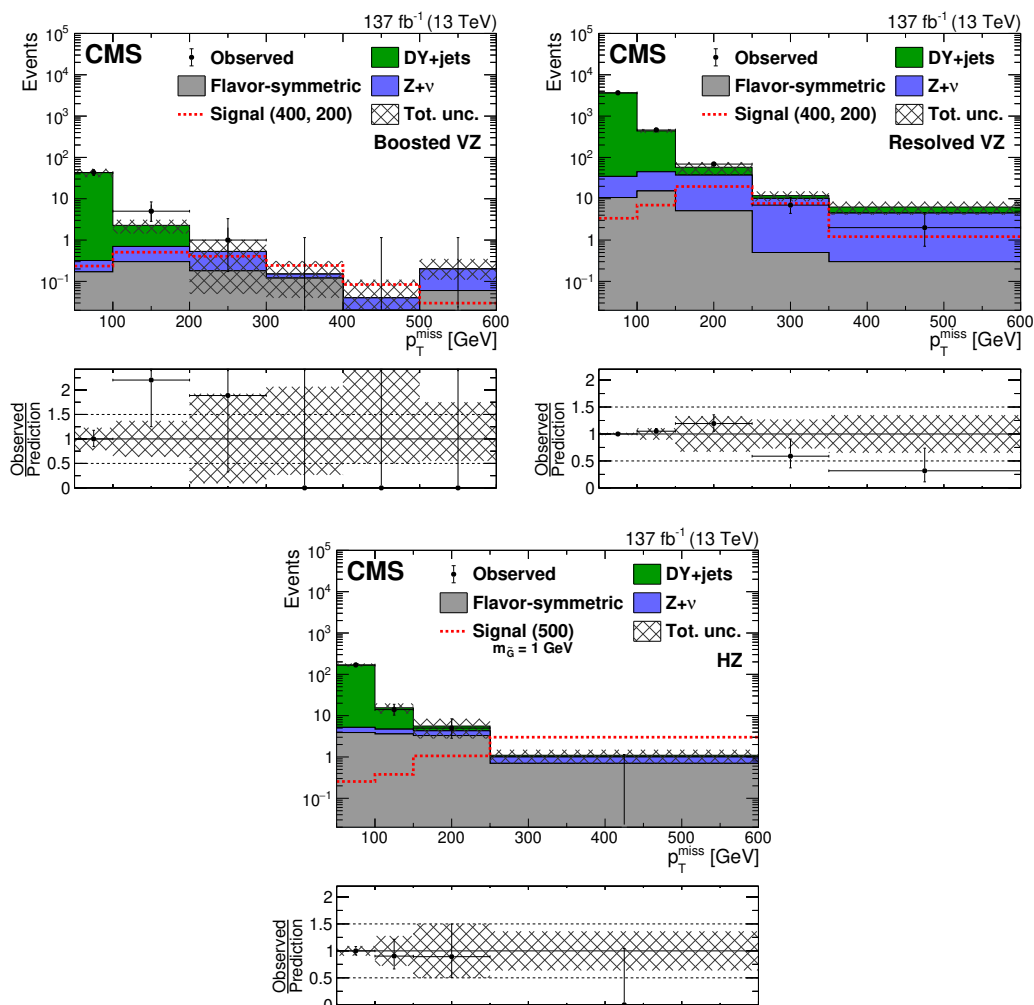 137 fb⁻¹ (13 TeV)
CMS
Observed
DY+jets
Flavor-symmetric
Z+ν
Signal (400, 200)
Tot. unc.
Boosted VZ
Events
10⁵
10⁴
10³
10²
10
1
10⁻¹
100 200 300 400 500 600
p_T^miss [GeV]
Observed
Prediction
2
1.5
1
0.5
0
137 fb⁻¹ (13 TeV)
CMS
Observed
DY+jets
Flavor-symmetric
Z+ν
Signal (400, 200)
Tot. unc.
Resolved VZ
Events
10⁵
10⁴
10³
10²
10
1
10⁻¹
100 200 300 400 500 600
p_T^miss [GeV]
Observed
Prediction
2
1.5
1
0.5
0
137 fb⁻¹ (13 TeV)
CMS
Observed
DY+jets
Flavor-symmetric
Z+ν
Signal (500)
Tot. unc.
m_G̃ = 1 GeV
HZ
Events
10⁵
10⁴
10³
10²
10
1
10⁻¹
100 200 300 400 500 600
p_T^miss [GeV]
Observed
Prediction
2
1.5
1
0.5
0